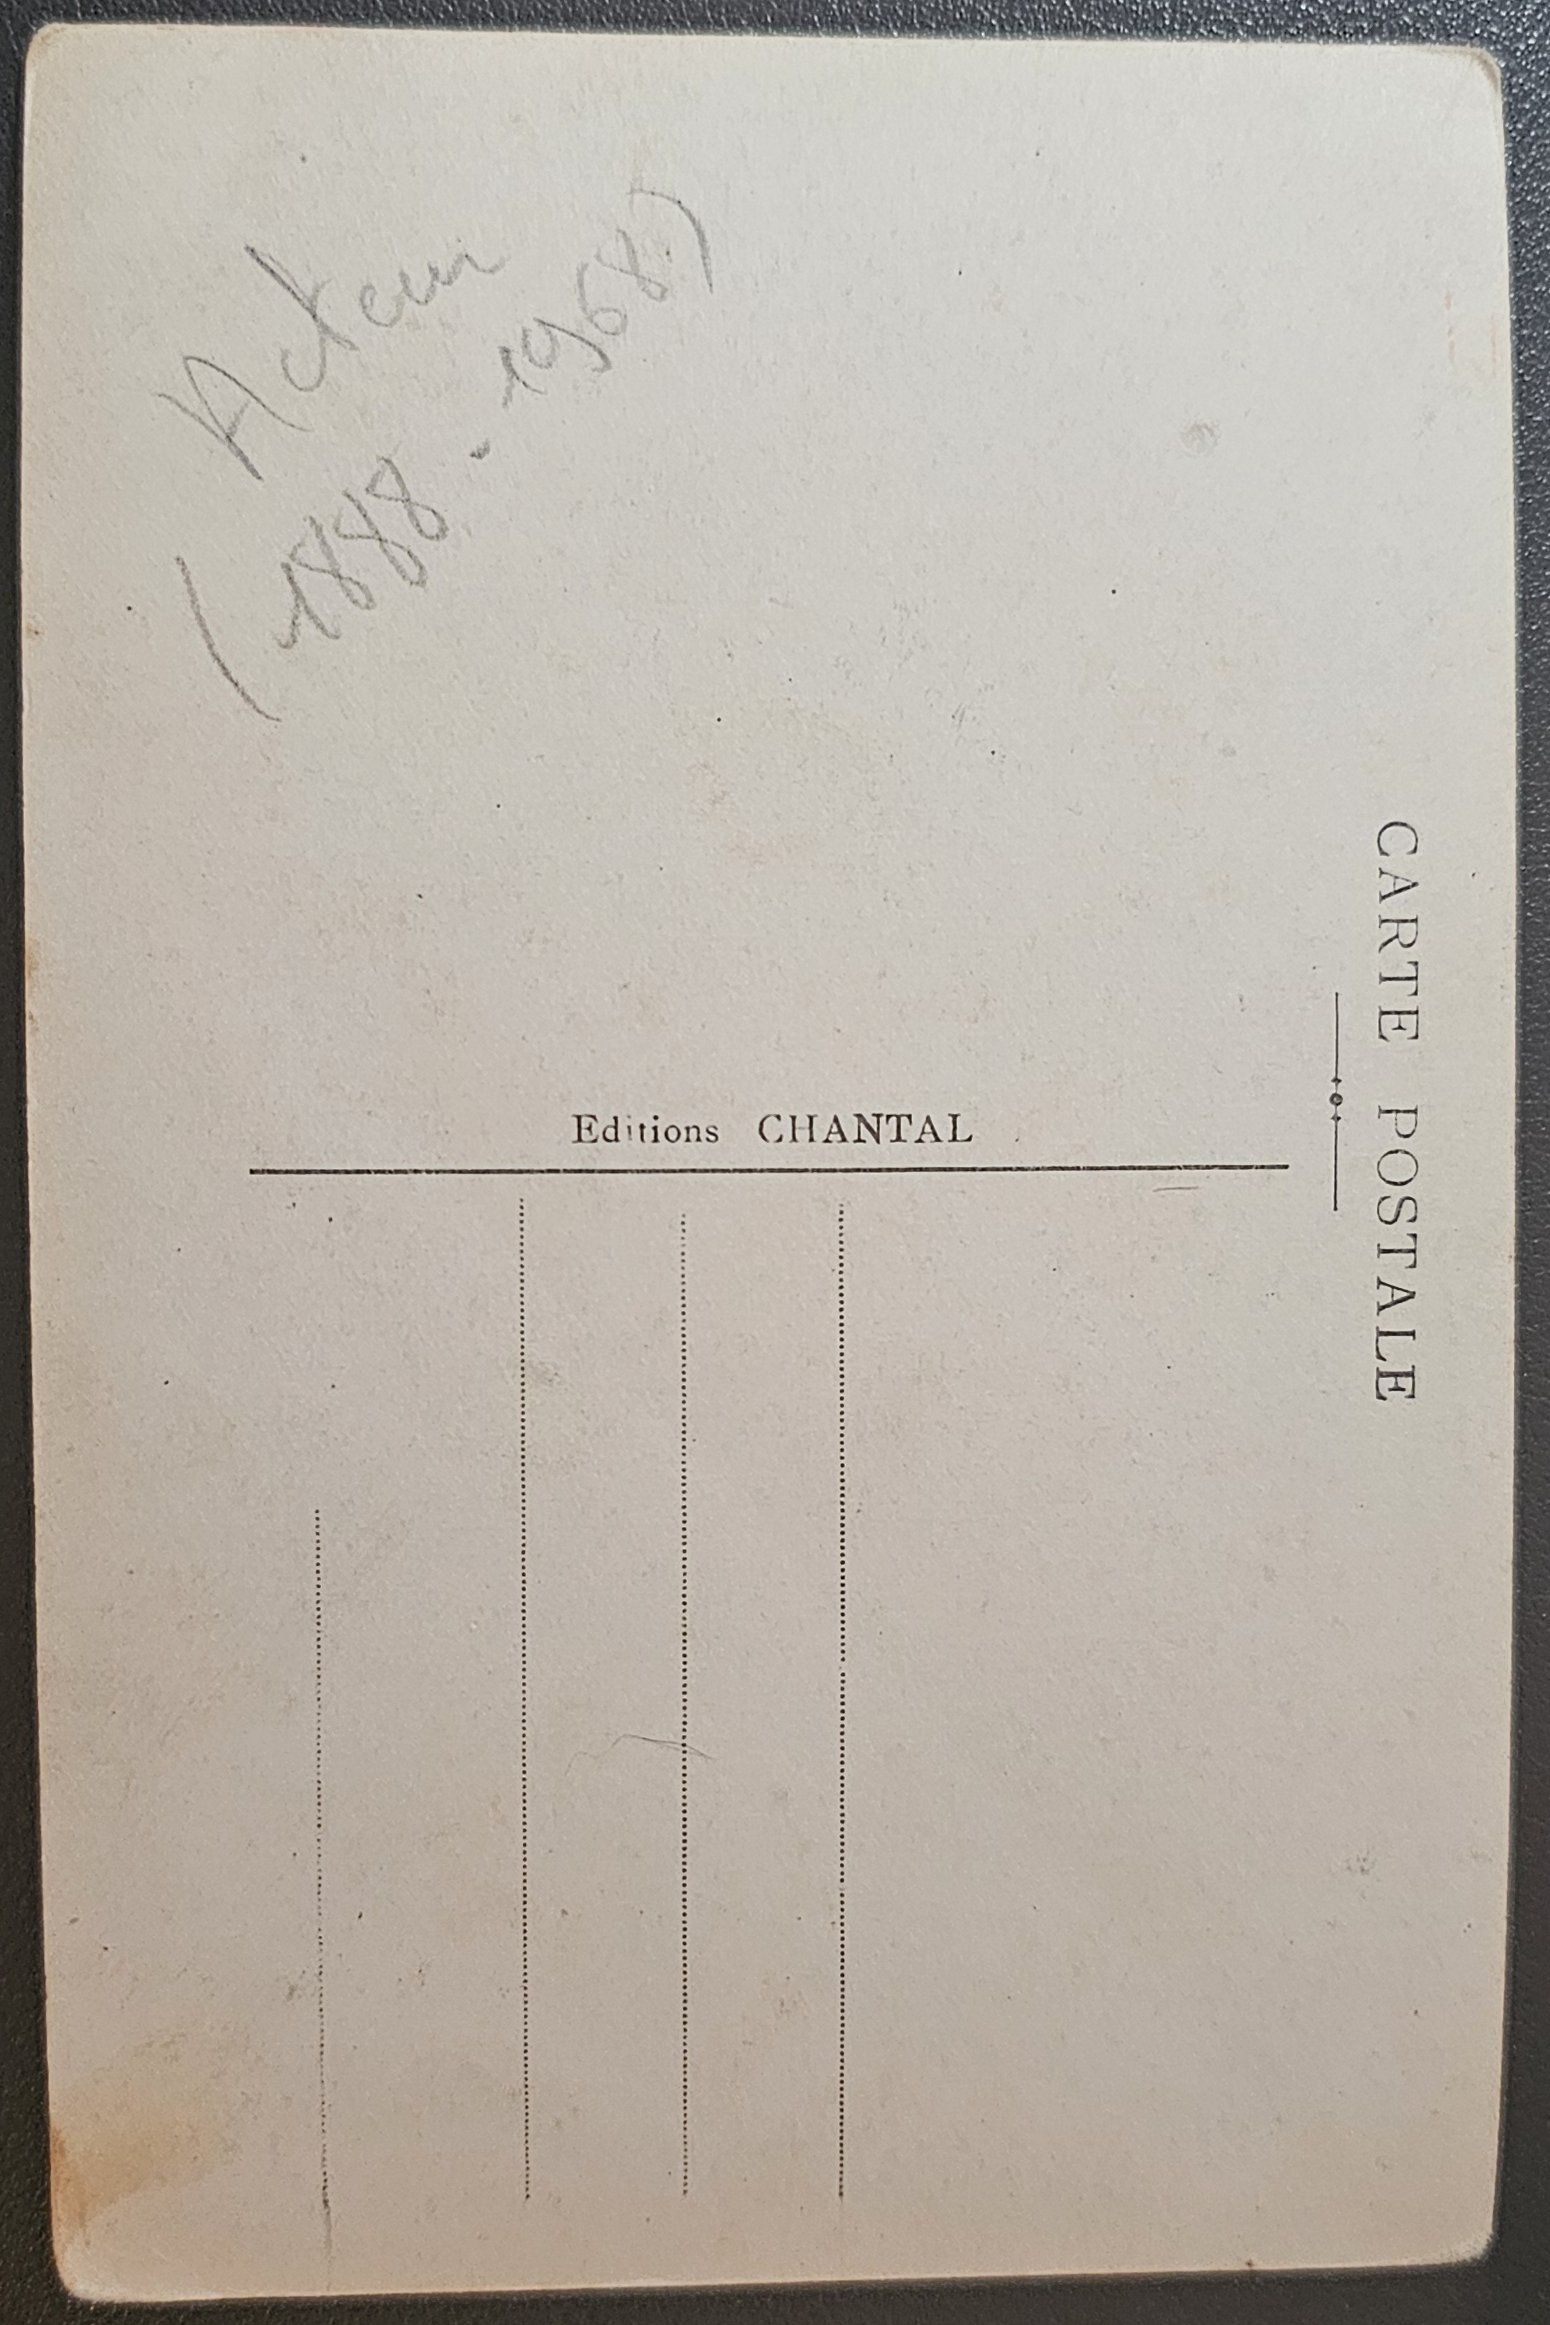 Acteur
(1888 - 1968)
CARTE POSTALE
Editions CHANTAL